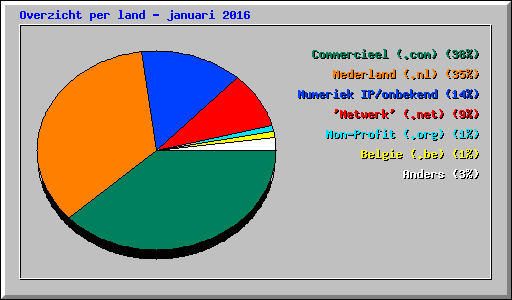 Overzicht per land - januari 2016
Commercieel (.com) (38%)
Nederland (.nl) (35%)
Numeriek IP/onbekend (14%)
'Netwerk' (.net) (9%)
Non-Profit (.org) (1%)
Belgie (.be) (1%)
Anders (3%)